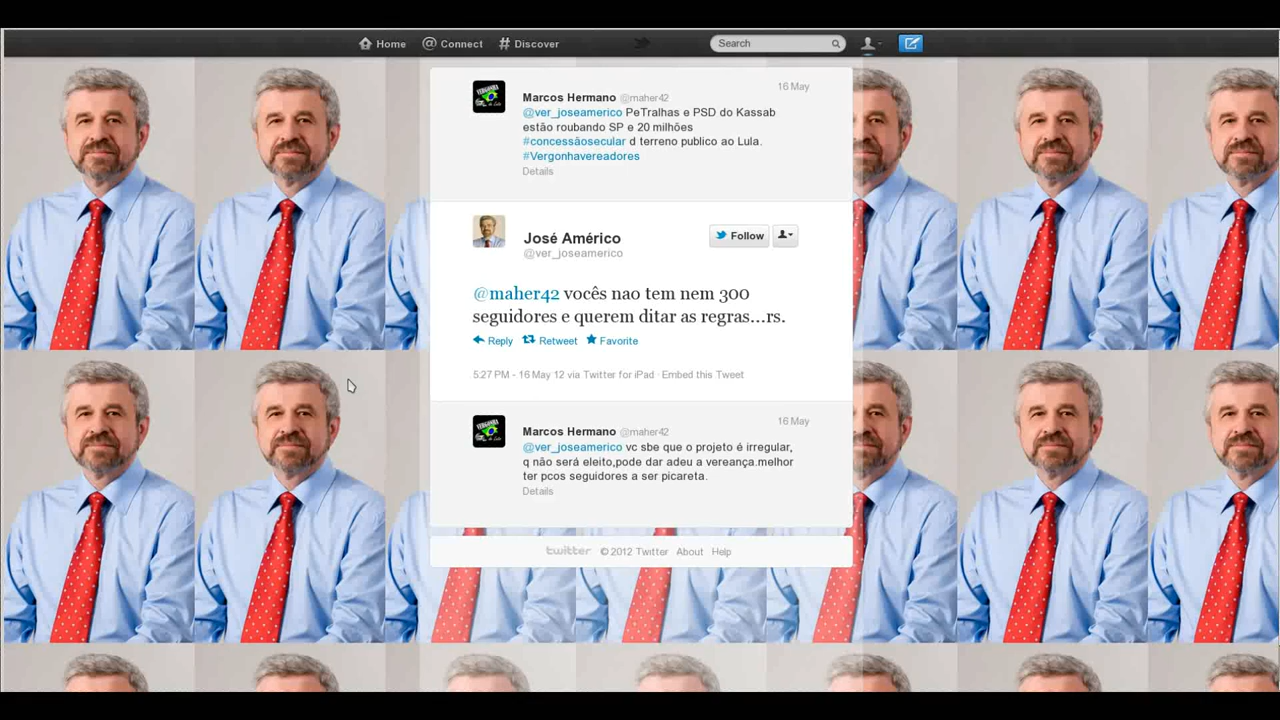 Home @ Connect # Discover Search
Marcos Hermano @maher42 16 May
@ver_joseamerico PeTralhas e PSD do Kassab
estão roubando SP e 20 milhões
#concessãosecular d terreno publico ao Lula.
#Vergonhavereadores
Details
José Américo
@ver_joseamerico
Follow
@maher42 vocês nao tem nem 300
seguidores e querem ditar as regras...rs.
Reply Retweet Favorite
5:27 PM - 16 May 12 via Twitter for iPad · Embed this Tweet
Marcos Hermano @maher42 16 May
@ver_joseamerico vc sbe que o projeto é irregular,
q não será eleito,pode dar adeu a vereança.melhor
ter pcos seguidores a ser picareta.
Details
twitter © 2012 Twitter About Help